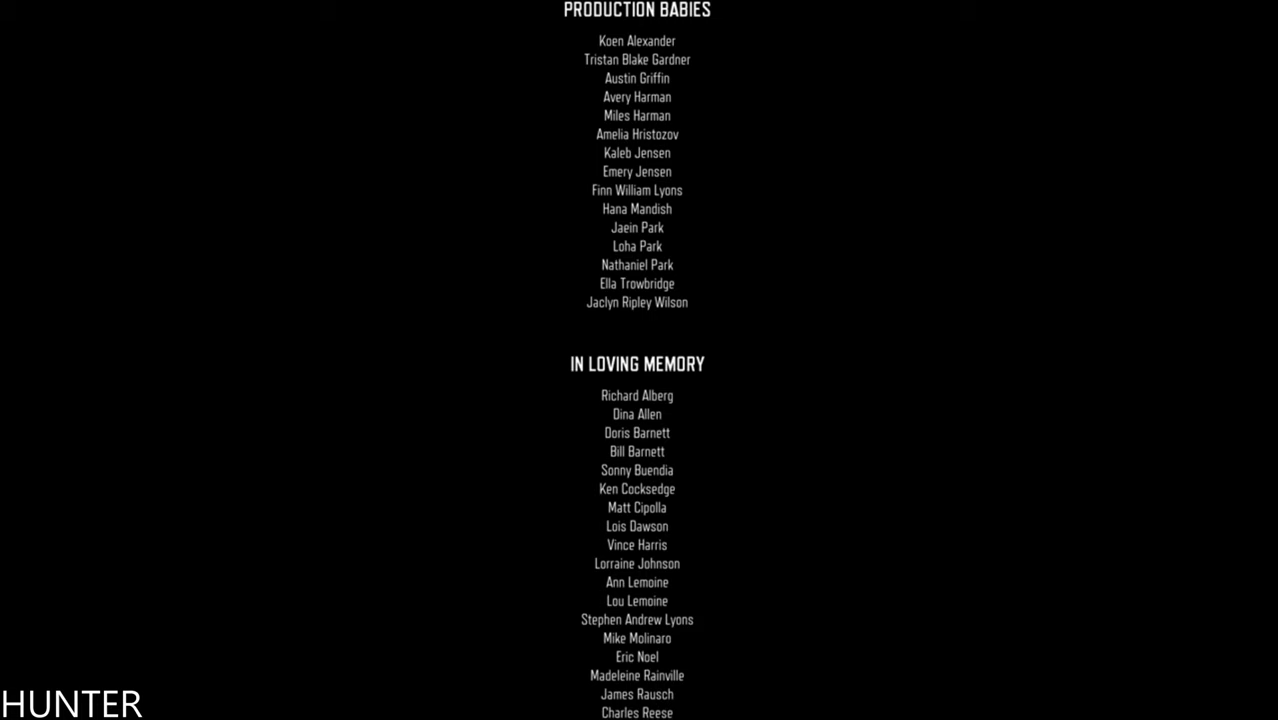 PRODUCTION BABIES
Koen Alexander
Tristan Blake Gardner
Austin Griffin
Avery Harman
Miles Harman
Amelia Hristozov
Kaleb Jensen
Emery Jensen
Finn William Lyons
Hana Mandish
Jaein Park
Loha Park
Nathaniel Park
Ella Trowbridge
Jaclyn Ripley Wilson
IN LOVING MEMORY
Richard Alberg
Dina Allen
Doris Barnett
Bill Barnett
Sonny Buendia
Ken Cocksedge
Matt Cipolla
Lois Dawson
Vince Harris
Lorraine Johnson
Ann Lemoine
Lou Lemoine
Stephen Andrew Lyons
Mike Molinaro
Eric Noel
Madeleine Rainville
James Rausch
Charles Reese
HUNTER